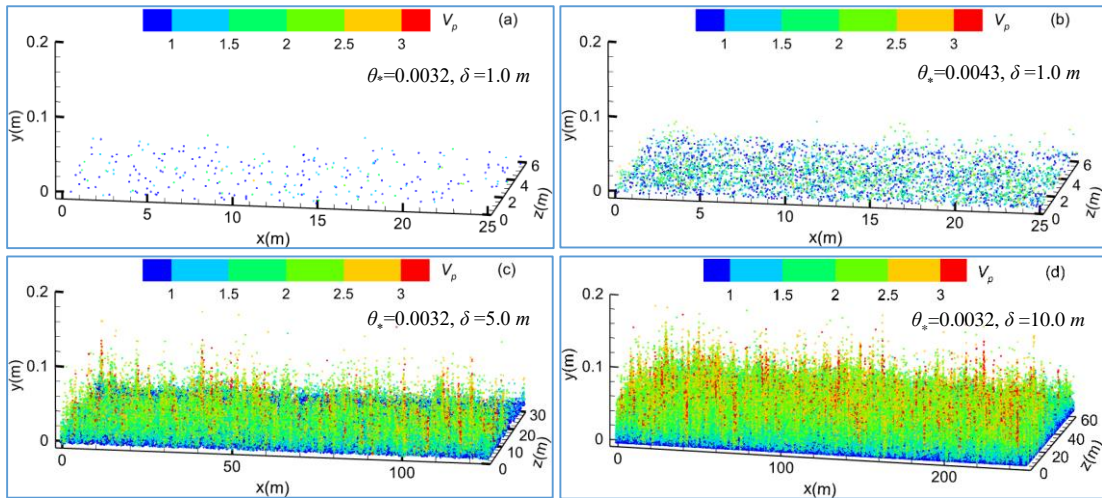 V_p (a)
1 1.5 2 2.5 3
θ*=0.0032, δ =1.0 m
0.2
0.1
0
y(m)
0 5 10 15 20 25
x(m)
0 2 4 6
z(m)
V_p (b)
1 1.5 2 2.5 3
θ*=0.0043, δ =1.0 m
0.2
0.1
0
y(m)
0 5 10 15 20 25
x(m)
0 2 4 6
z(m)
V_p (c)
1 1.5 2 2.5 3
θ*=0.0032, δ =5.0 m
0.2
0.1
0
y(m)
0 50 100
x(m)
0 10 20 30
z(m)
V_p (d)
1 1.5 2 2.5 3
θ*=0.0032, δ =10.0 m
0.2
0.1
0
y(m)
0 100 200
x(m)
0 20 40 60
z(m)